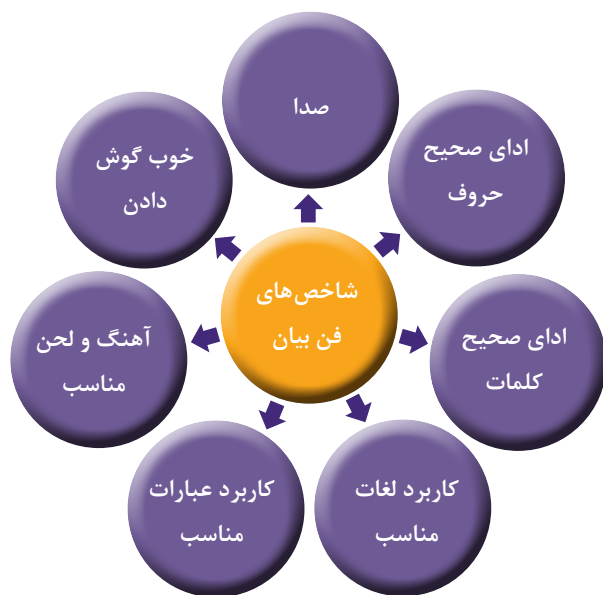 شاخص‌های
فن بیان
صدا
ادای صحیح
حروف
ادای صحیح
کلمات
کاربرد لغات
مناسب
کاربرد عبارات
مناسب
آهنگ و لحن
مناسب
خوب گوش
دادن